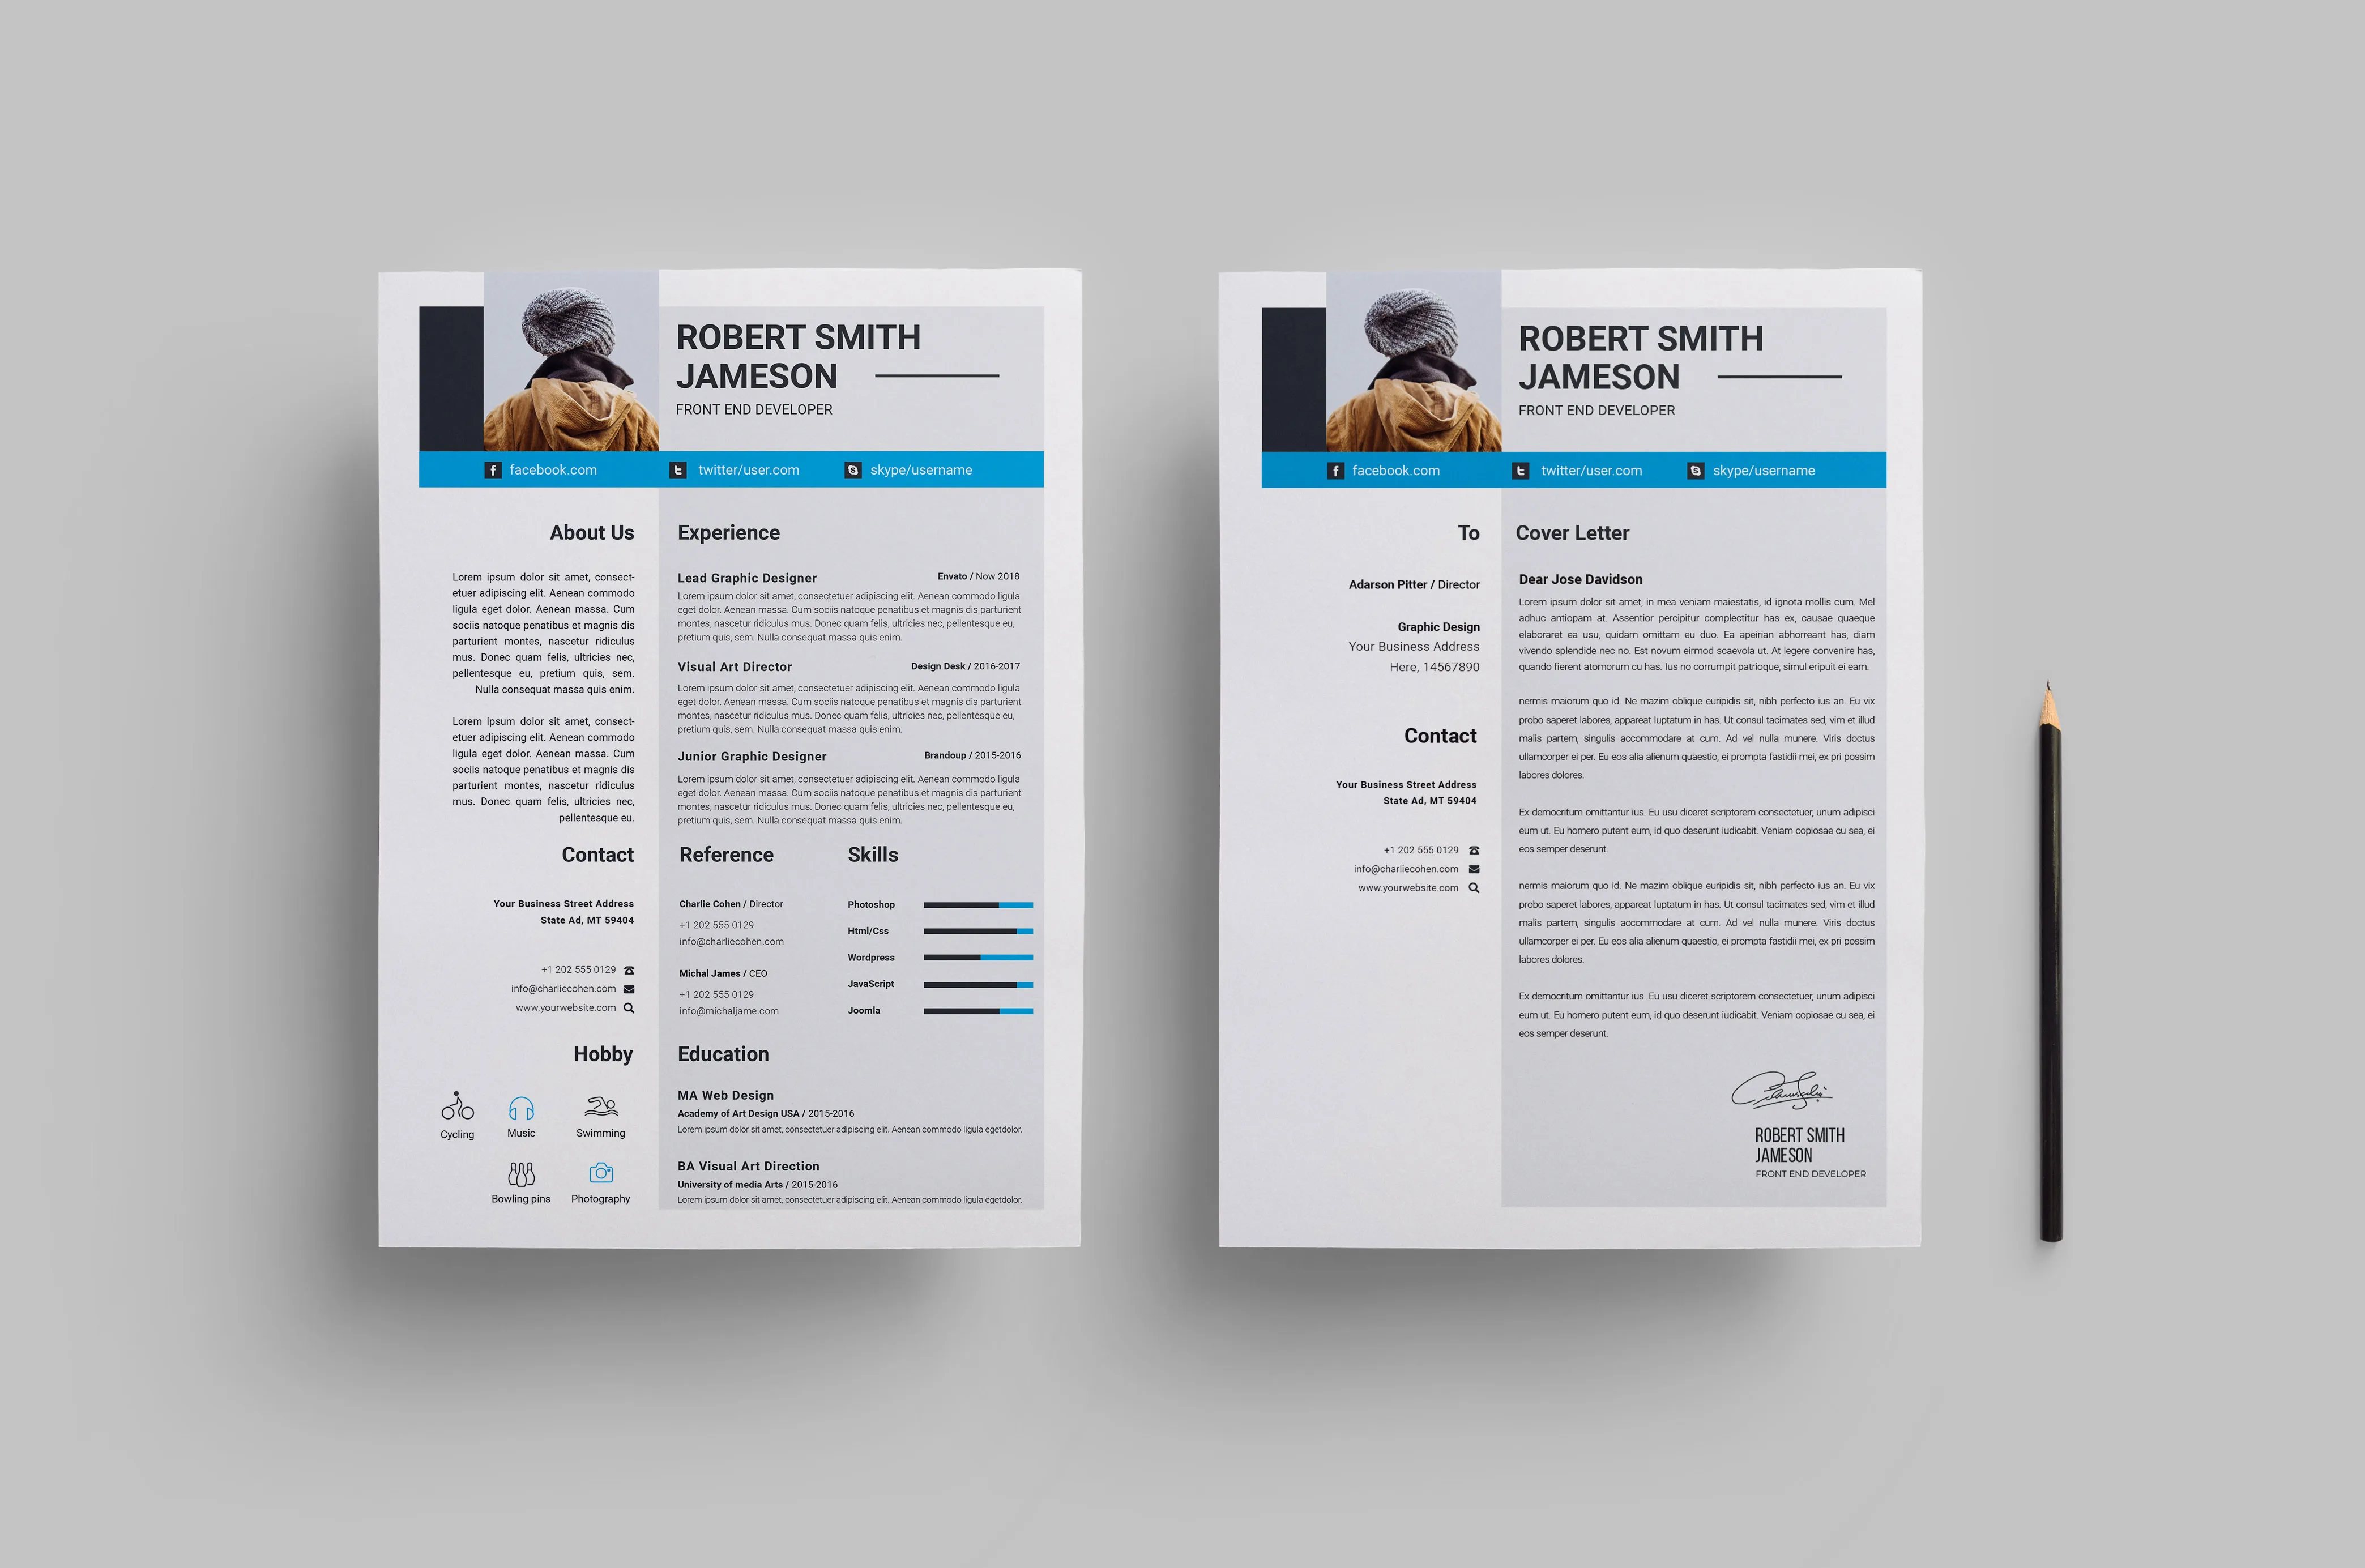 ROBERT SMITH
JAMESON
FRONT END DEVELOPER
facebook.com
twitter/user.com
skype/username
About Us
Lorem ipsum dolor sit amet, consect-
etuer adipiscing elit. Aenean commodo
ligula eget dolor. Aenean massa. Cum
sociis natoque penatibus et magnis dis
parturient montes, nascetur ridiculus
mus. Donec quam felis, ultricies nec,
pellentesque eu, pretium quis, sem.
Nulla consequat massa quis enim.
Lorem ipsum dolor sit amet, consect-
etuer adipiscing elit. Aenean commodo
ligula eget dolor. Aenean massa. Cum
sociis natoque penatibus et magnis dis
parturient montes, nascetur ridiculus
mus. Donec quam felis, ultricies nec,
pellentesque eu.
Contact
Your Business Street Address
State Ad, MT 59404
+1 202 555 0129
info@charliecohen.com
www.yourwebsite.com
Hobby
Cycling
Music
Swimming
Bowling pins
Photography
Experience
Lead Graphic Designer
Envato / Now 2018
Lorem ipsum dolor sit amet, consectetuer adipiscing elit. Aenean commodo ligula
eget dolor. Aenean massa. Cum sociis natoque penatibus et magnis dis parturient
montes, nascetur ridiculus mus. Donec quam felis, ultricies nec, pellentesque eu,
pretium quis, sem. Nulla consequat massa quis enim.
Visual Art Director
Design Desk / 2016-2017
Lorem ipsum dolor sit amet, consectetuer adipiscing elit. Aenean commodo ligula
eget dolor. Aenean massa. Cum sociis natoque penatibus et magnis dis parturient
montes, nascetur ridiculus mus. Donec quam felis, ultricies nec, pellentesque eu,
pretium quis, sem. Nulla consequat massa quis enim.
Junior Graphic Designer
Brandoup / 2015-2016
Lorem ipsum dolor sit amet, consectetuer adipiscing elit. Aenean commodo ligula
eget dolor. Aenean massa. Cum sociis natoque penatibus et magnis dis parturient
montes, nascetur ridiculus mus. Donec quam felis, ultricies nec, pellentesque eu,
pretium quis, sem. Nulla consequat massa quis enim.
Reference
Charlie Cohen / Director
+1 202 555 0129
info@charliecohen.com
Michal James / CEO
+1 202 555 0129
info@michaljame.com
Skills
Photoshop
Html/Css
Wordpress
JavaScript
Joomla
Education
MA Web Design
Academy of Art Design USA / 2015-2016
Lorem ipsum dolor sit amet, consectetuer adipiscing elit. Aenean commodo ligula egetdolor.
BA Visual Art Direction
University of media Arts / 2015-2016
Lorem ipsum dolor sit amet, consectetuer adipiscing elit. Aenean commodo ligula egetdolor.
ROBERT SMITH
JAMESON
FRONT END DEVELOPER
facebook.com
twitter/user.com
skype/username
To
Adarson Pitter / Director
Graphic Design
Your Business Address
Here, 14567890
Contact
Your Business Street Address
State Ad, MT 59404
+1 202 555 0129
info@charliecohen.com
www.yourwebsite.com
Cover Letter
Dear Jose Davidson
Lorem ipsum dolor sit amet, in mea veniam maiestatis, id ignota mollis cum. Mel
adhuc antiopam at. Assentior percipitur complectitur has ex, causae quaeque
elaboraret ea usu, quidam omittam eu duo. Ea apeirian abhorreant has, diam
vivendo splendide nec no. Est novum eirmod scaevola ut. At legere convenire has,
quando fierent atomorum cu has. Ius no corrumpit patrioque, simul eripuit ei eam.
nermis maiorum quo id. Ne mazim oblique euripidis sit, nibh perfecto ius an. Eu vix
probo saperet labores, appareat luptatum in has. Ut consul tacimates sed, vim et illud
malis partem, singulis accommodare at cum. Ad vel nulla munere. Viris doctus
ullamcorper ei per. Eu eos alia alienum quaestio, ei prompta fastidii mei, ex pri possim
labores dolores.
Ex democritum omittantur ius. Eu usu diceret scriptorem consectetuer, unum adipisci
eum ut. Eu homero putent eum, id quo deserunt iudicabit. Veniam copiosae cu sea, ei
eos semper deserunt.
nermis maiorum quo id. Ne mazim oblique euripidis sit, nibh perfecto ius an. Eu vix
probo saperet labores, appareat luptatum in has. Ut consul tacimates sed, vim et illud
malis partem, singulis accommodare at cum. Ad vel nulla munere. Viris doctus
ullamcorper ei per. Eu eos alia alienum quaestio, ei prompta fastidii mei, ex pri possim
labores dolores.
Ex democritum omittantur ius. Eu usu diceret scriptorem consectetuer, unum adipisci
eum ut. Eu homero putent eum, id quo deserunt iudicabit. Veniam copiosae cu sea, ei
eos semper deserunt.
ROBERT SMITH
JAMESON
FRONT END DEVELOPER